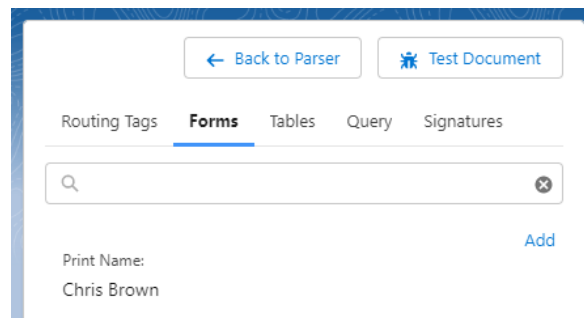 Back to Parser Test Document
Routing Tags Forms Tables Query Signatures
Add
Print Name:
Chris Brown